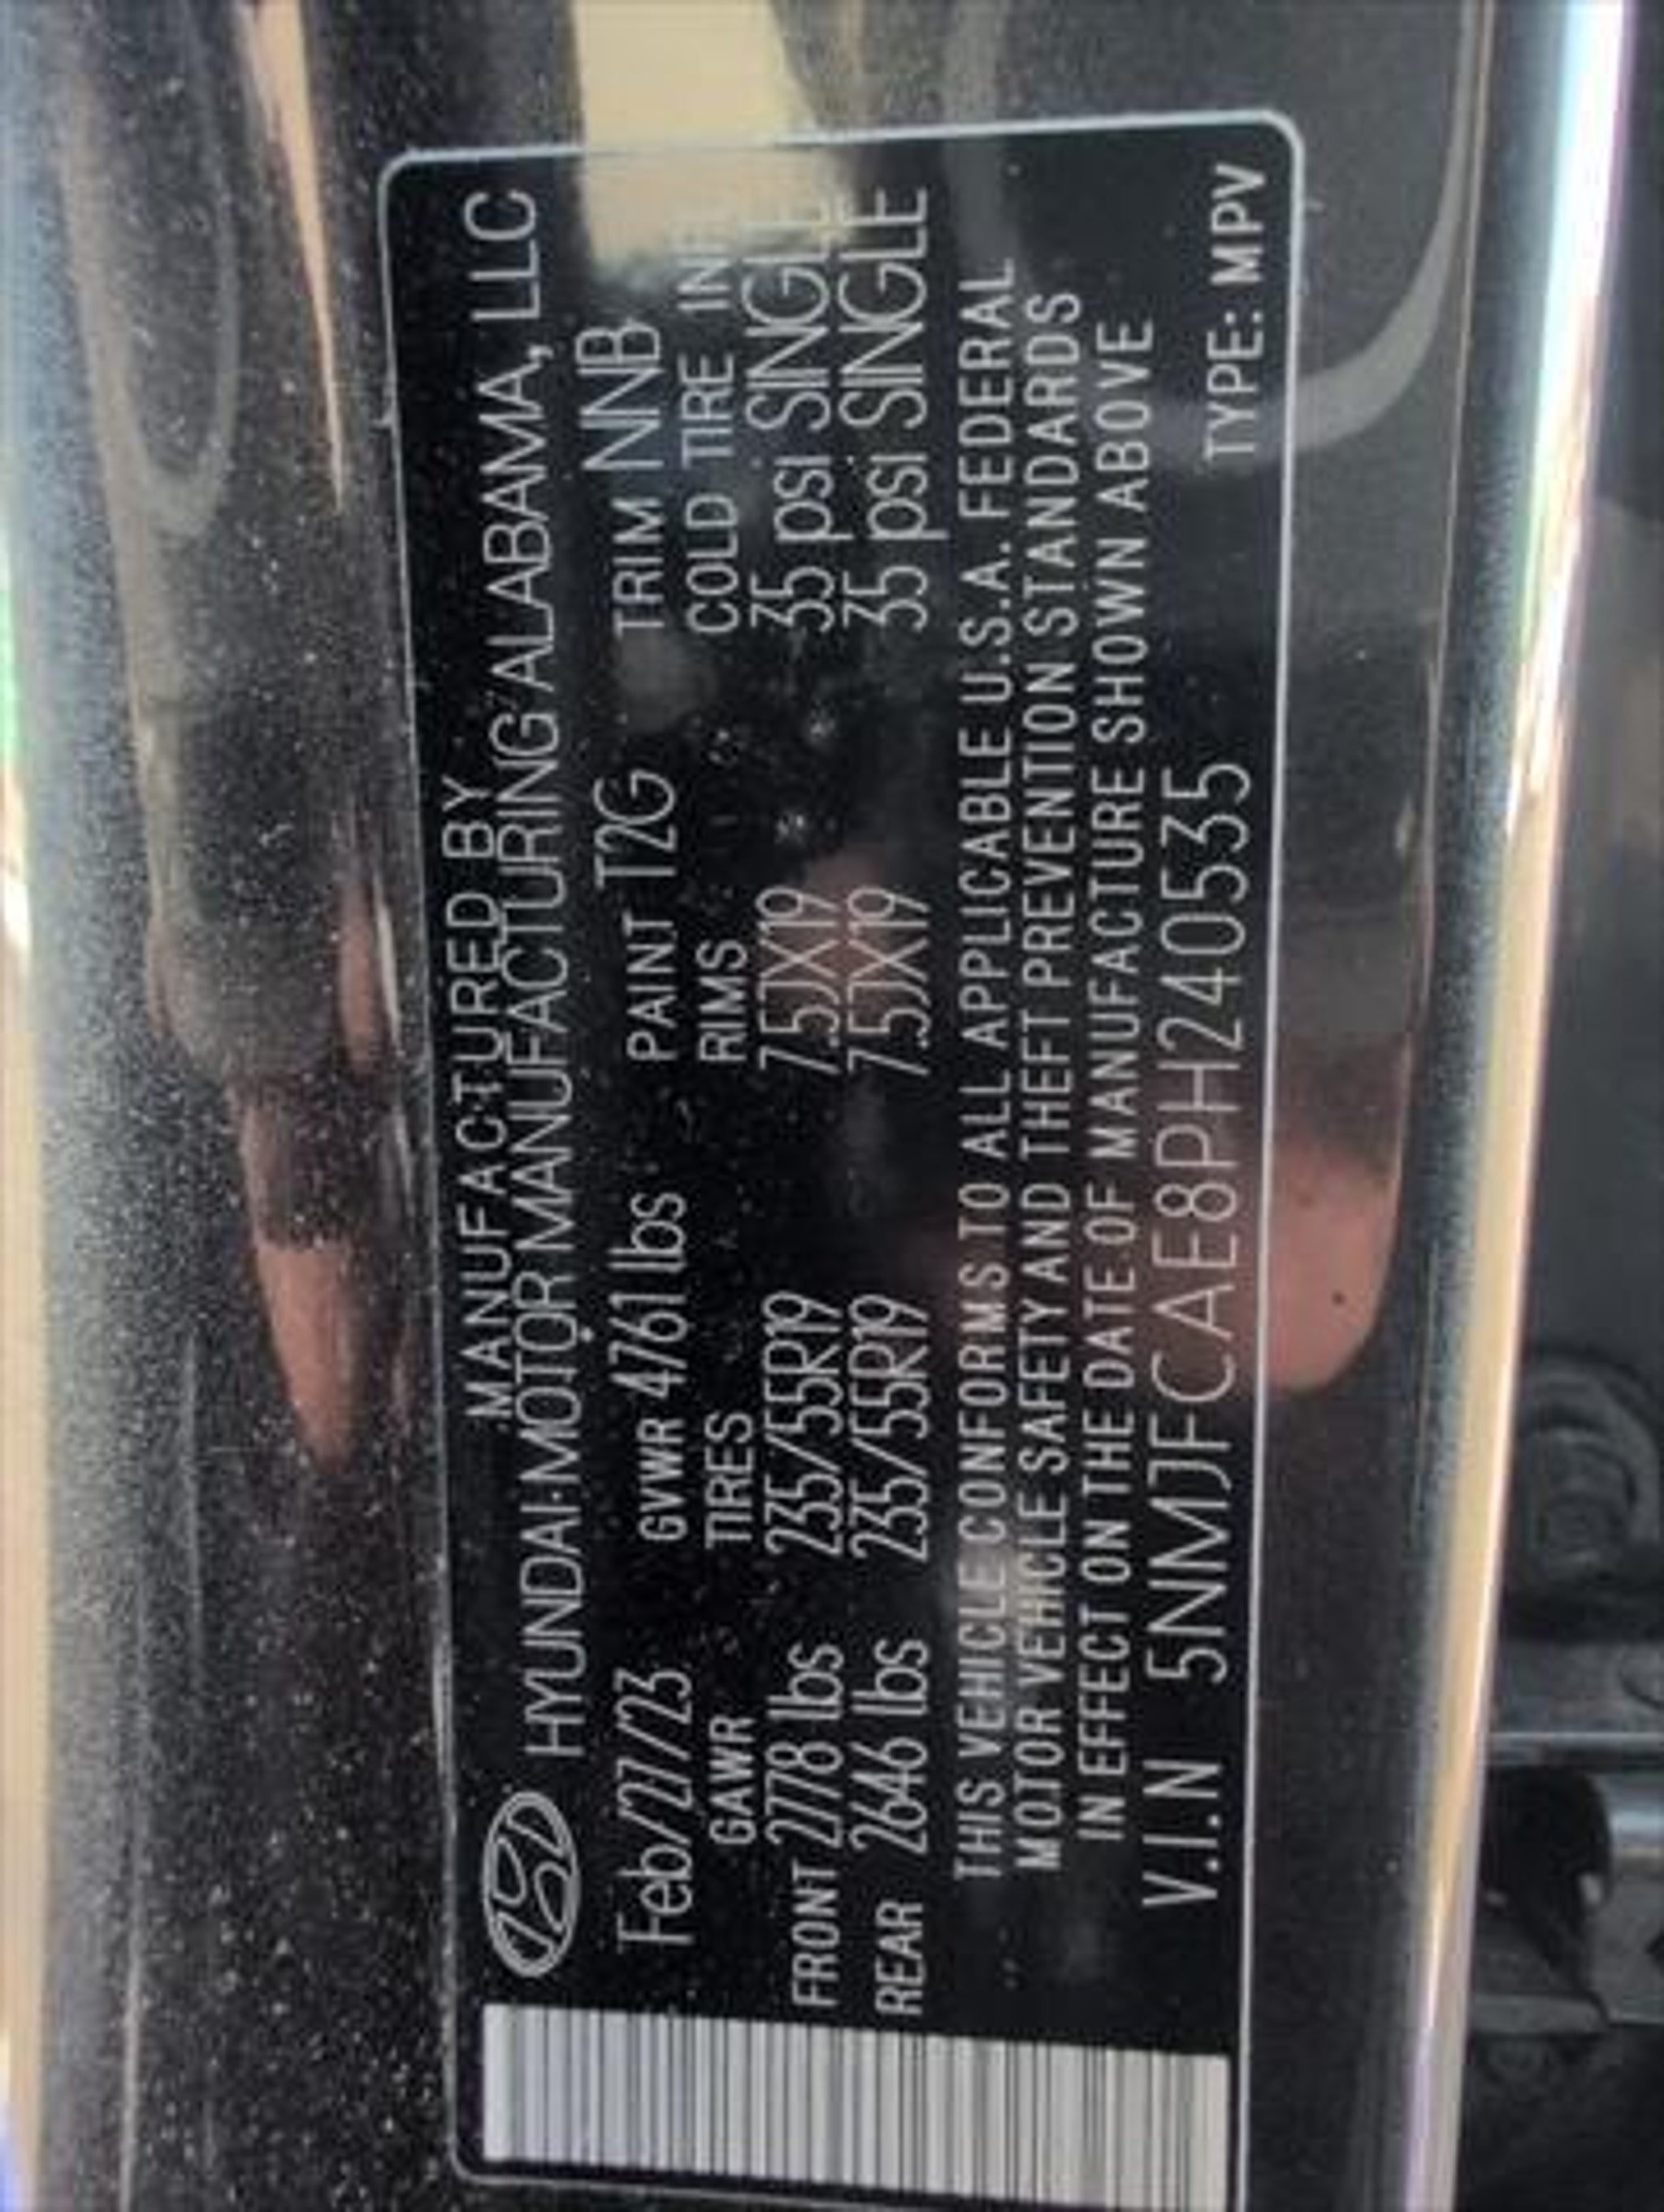 MANUFACTURED BY
HYUNDAI MOTOR MANUFACTURING ALABAMA, LLC
Feb/27/23 GVWR 4761 lbs PAINT T2G TRIM NNB
GAWR TIRES RIMS COLD TIRE INF
FRONT 2778 lbs 235/55R19 7.5JX19 35 psi SINGLE
REAR 2646 lbs 235/55R19 7.5JX19 35 psi SINGLE
THIS VEHICLE CONFORMS TO ALL APPLICABLE U.S.A. FEDERAL
MOTOR VEHICLE SAFETY AND THEFT PREVENTION STANDARDS
IN EFFECT ON THE DATE OF MANUFACTURE SHOWN ABOVE
V.I.N 5NMJFCAE8PH240535 TYPE: MPV